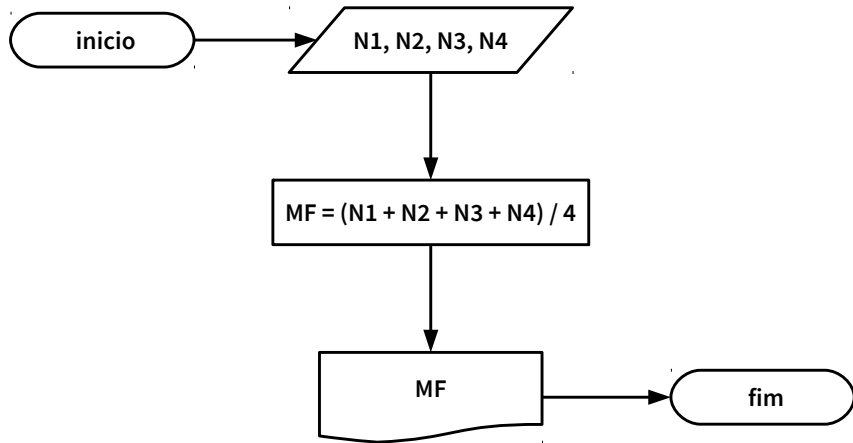 inicio
N1, N2, N3, N4
MF = (N1 + N2 + N3 + N4) / 4
MF
fim